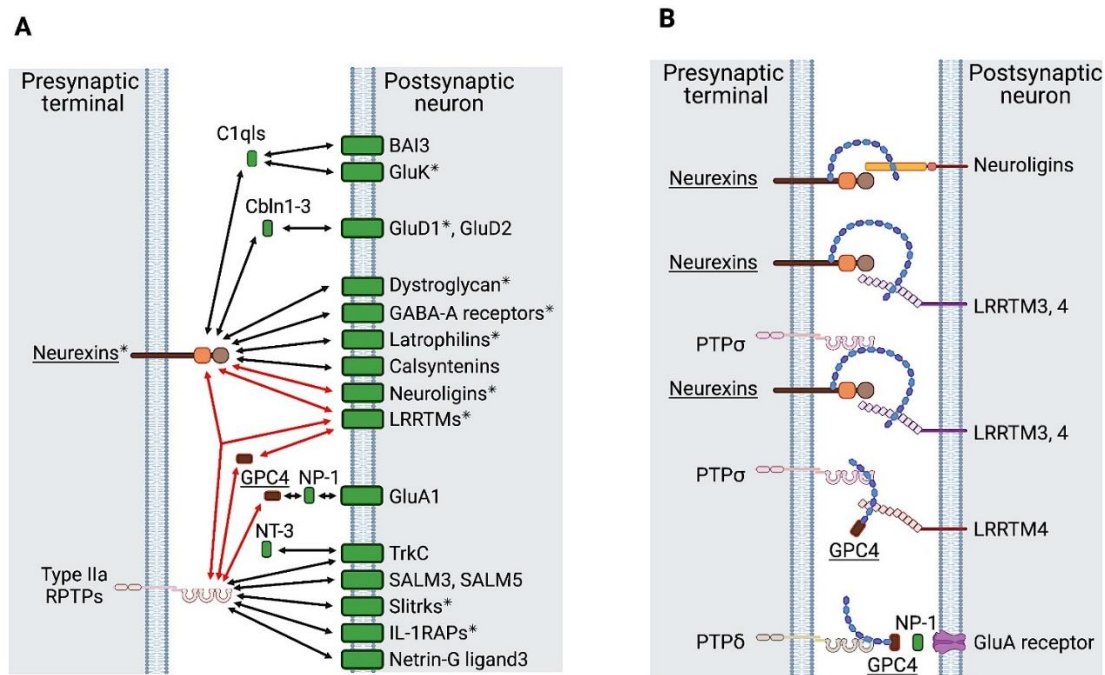 A
Presynaptic
terminal
Postsynaptic
neuron
C1qls
BAI3
GluK*
Cbln1-3
GluD1*, GluD2
Dystroglycan*
GABA-A receptors*
Latrophilins*
Neurexins*
Calsyntenins
Neuroligins*
LRRTMs*
GPC4
NP-1
GluA1
NT-3
TrkC
Type IIa
RPTPs
SALM3, SALM5
Slitrks*
IL-1RAPs*
Netrin-G ligand3
B
Presynaptic
terminal
Postsynaptic
neuron
Neurexins
Neuroligins
Neurexins
LRRTM3, 4
PTPσ
Neurexins
LRRTM3, 4
PTPσ
LRRTM4
GPC4
NP-1
PTPδ
GluA receptor
GPC4